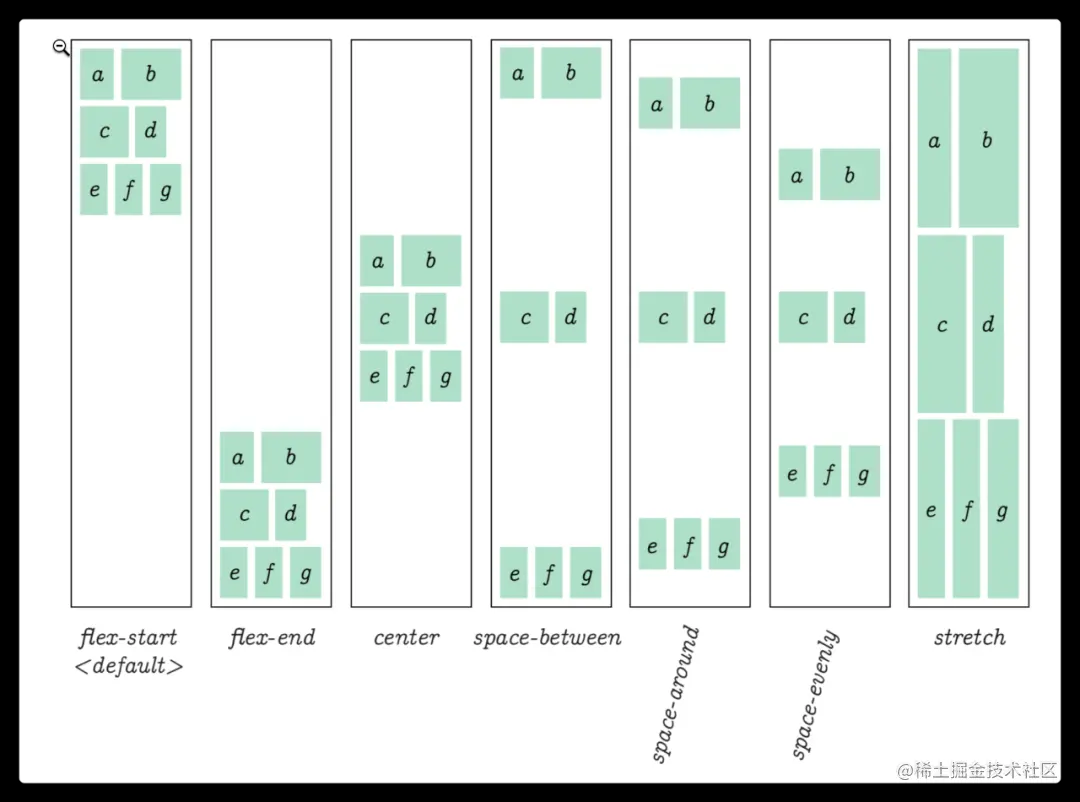 a b
c d
e f g
a b
c d
e f g
a b
c d
e f g
a b
c d
e f g
a b
c d
e f g
a b
c d
e f g
a b
c d
e f g
flex-start
<default>
flex-end
center
space-between
space-around
space-evenly
stretch
@稀土掘金技术社区